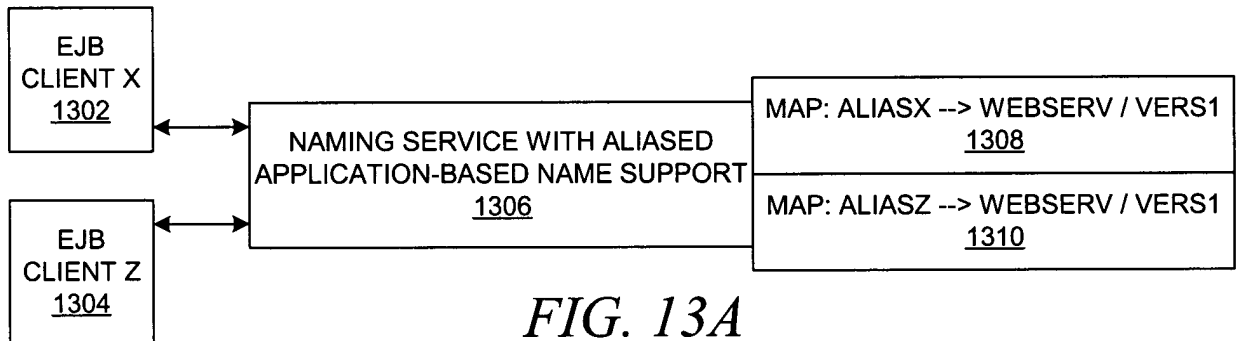 EJB
CLIENT X
1302
EJB
CLIENT Z
1304
NAMING SERVICE WITH ALIASED
APPLICATION-BASED NAME SUPPORT
1306
MAP: ALIASX --> WEBSERV / VERS1
1308
MAP: ALIASZ --> WEBSERV / VERS1
1310
FIG. 13A